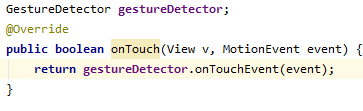 GestureDetector gestureDetector;
@Override
public boolean onTouch(View v, MotionEvent event) {
    return gestureDetector.onTouchEvent(event);
}